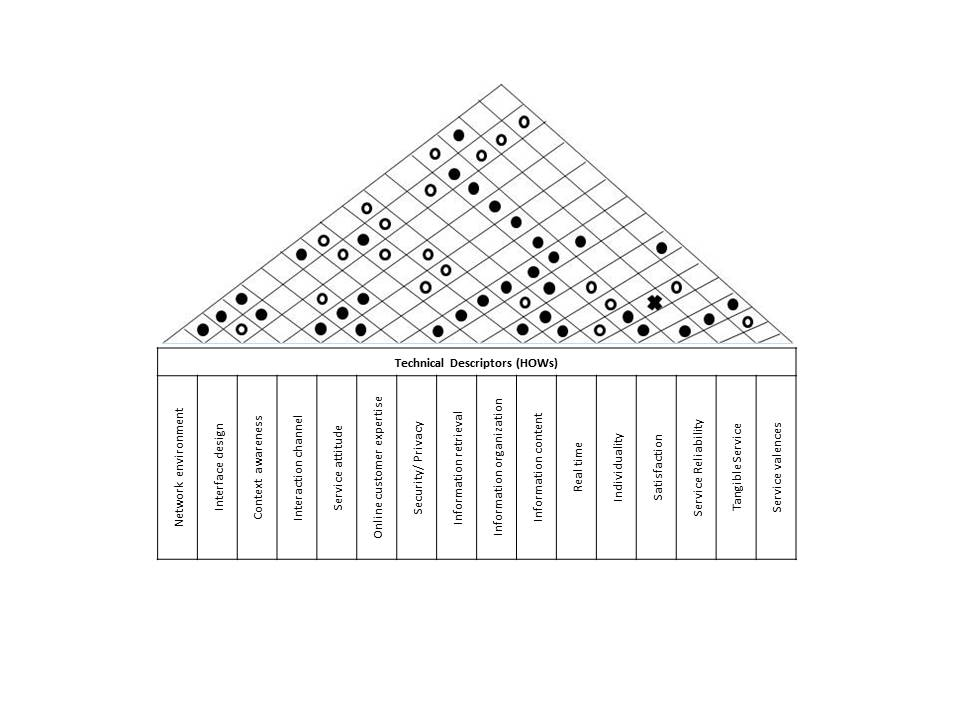 Technical Descriptors (HOWs)
Network environment
Interface design
Context awareness
Interaction channel
Service attitude
Online customer expertise
Security/ Privacy
Information retrieval
Information organization
Information content
Real time
Individuality
Satisfaction
Service Reliability
Tangible Service
Service valences